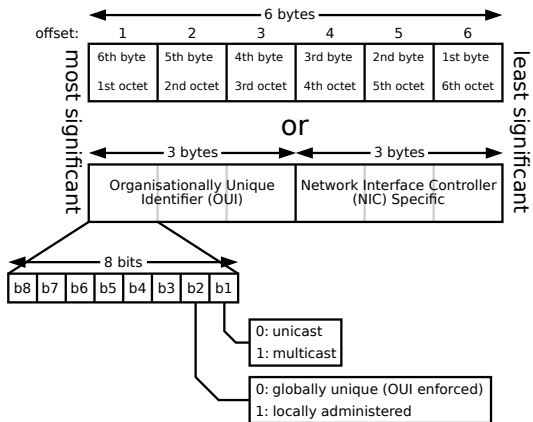 6 bytes
offset: 1 2 3 4 5 6
6th byte 5th byte 4th byte 3rd byte 2nd byte 1st byte
1st octet 2nd octet 3rd octet 4th octet 5th octet 6th octet
most significant
least significant
or
3 bytes 3 bytes
Organisationally Unique
Identifier (OUI)
Network Interface Controller
(NIC) Specific
8 bits
b8 b7 b6 b5 b4 b3 b2 b1
0: unicast
1: multicast
0: globally unique (OUI enforced)
1: locally administered